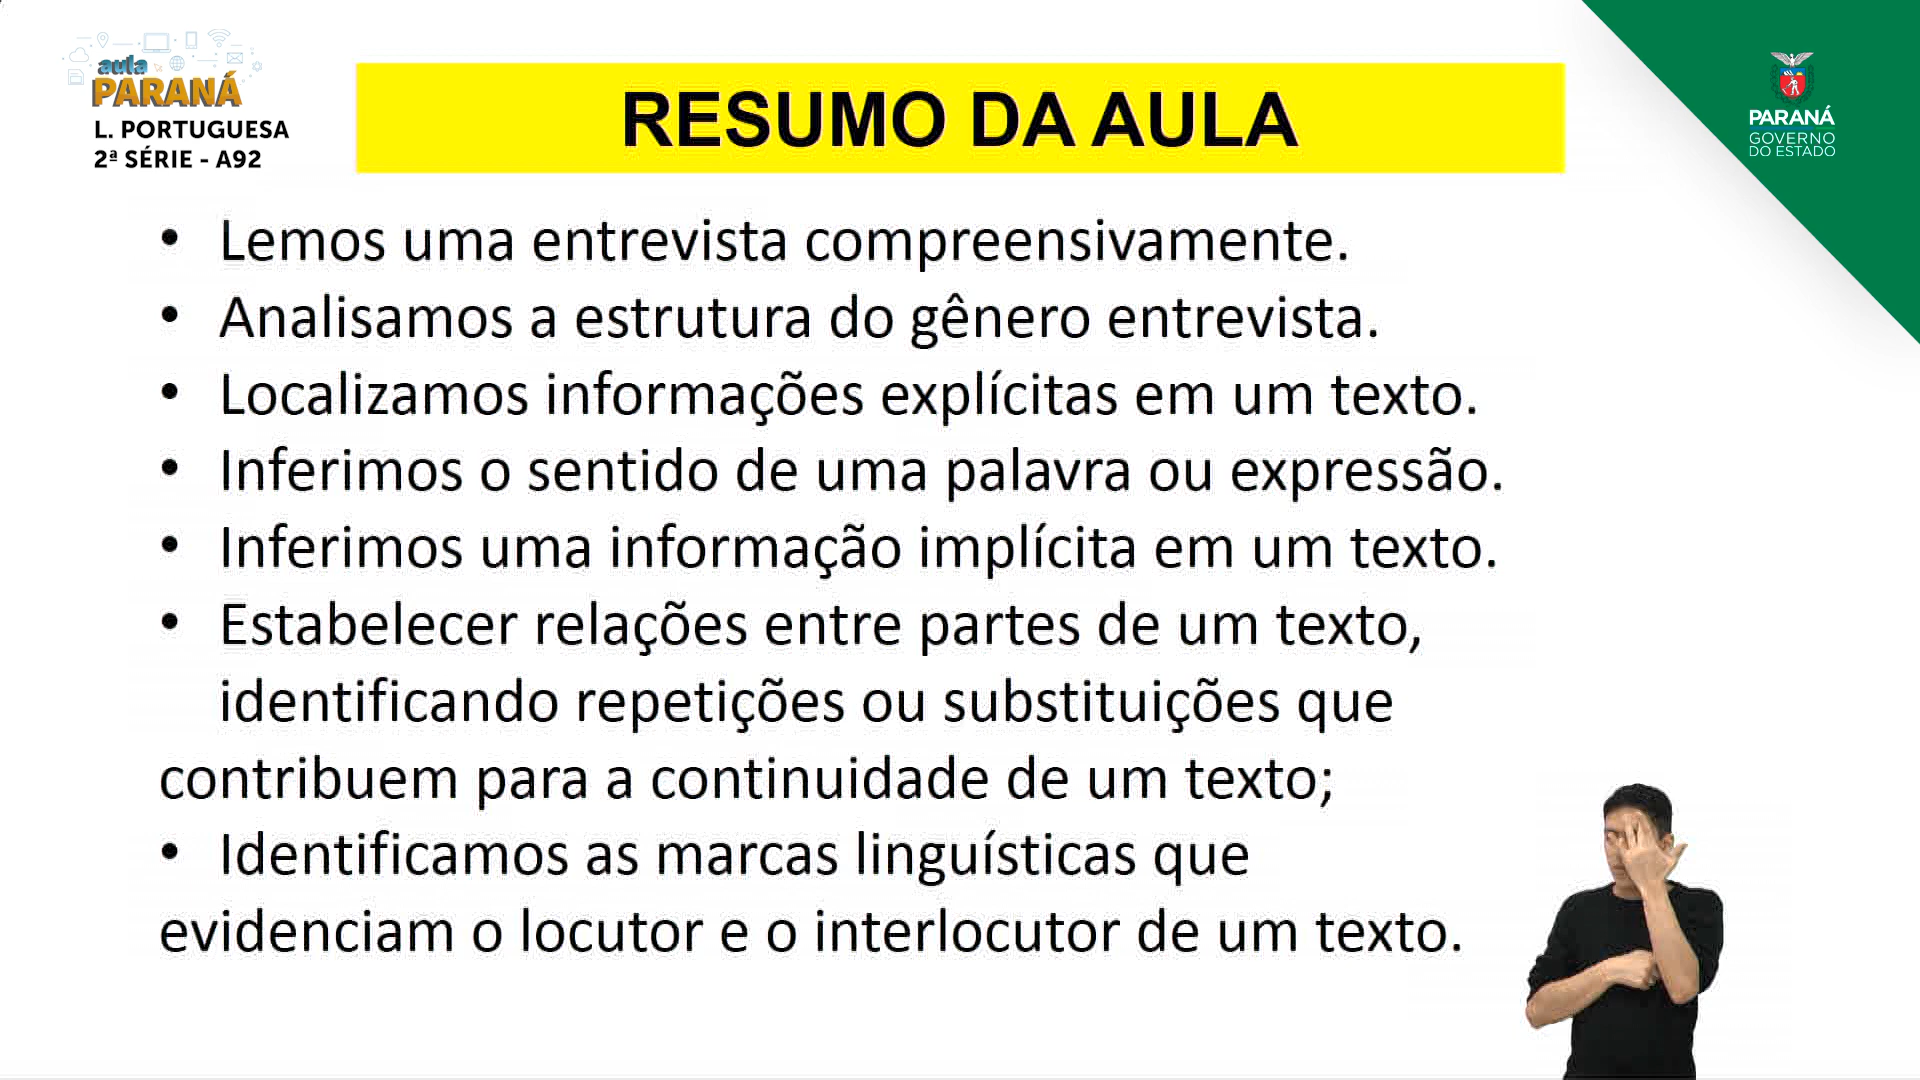 aula
PARANÁ
L. PORTUGUESA
2ª SÉRIE - A92
RESUMO DA AULA
PARANÁ
GOVERNO
DO ESTADO
• Lemos uma entrevista compreensivamente.
• Analisamos a estrutura do gênero entrevista.
• Localizamos informações explícitas em um texto.
• Inferimos o sentido de uma palavra ou expressão.
• Inferimos uma informação implícita em um texto.
• Estabelecer relações entre partes de um texto,
identificando repetições ou substituições que
contribuem para a continuidade de um texto;
• Identificamos as marcas linguísticas que
evidenciam o locutor e o interlocutor de um texto.